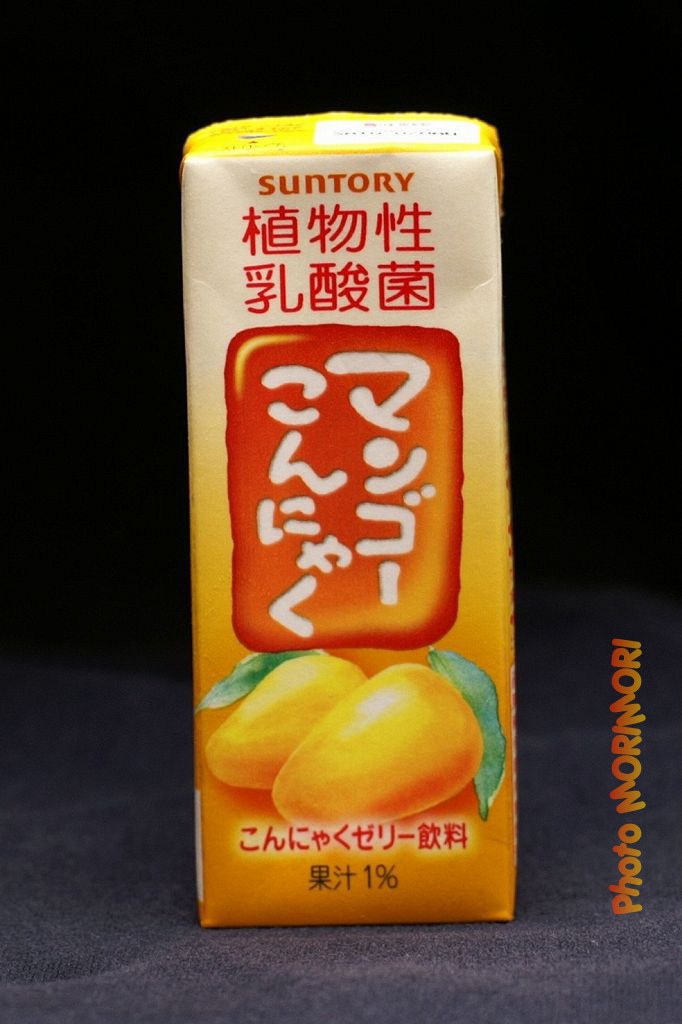 SUNTORY
植物性
乳酸菌
マンゴー
こんにゃく
こんにゃくゼリー飲料
果汁1%
Photo MORIMORI